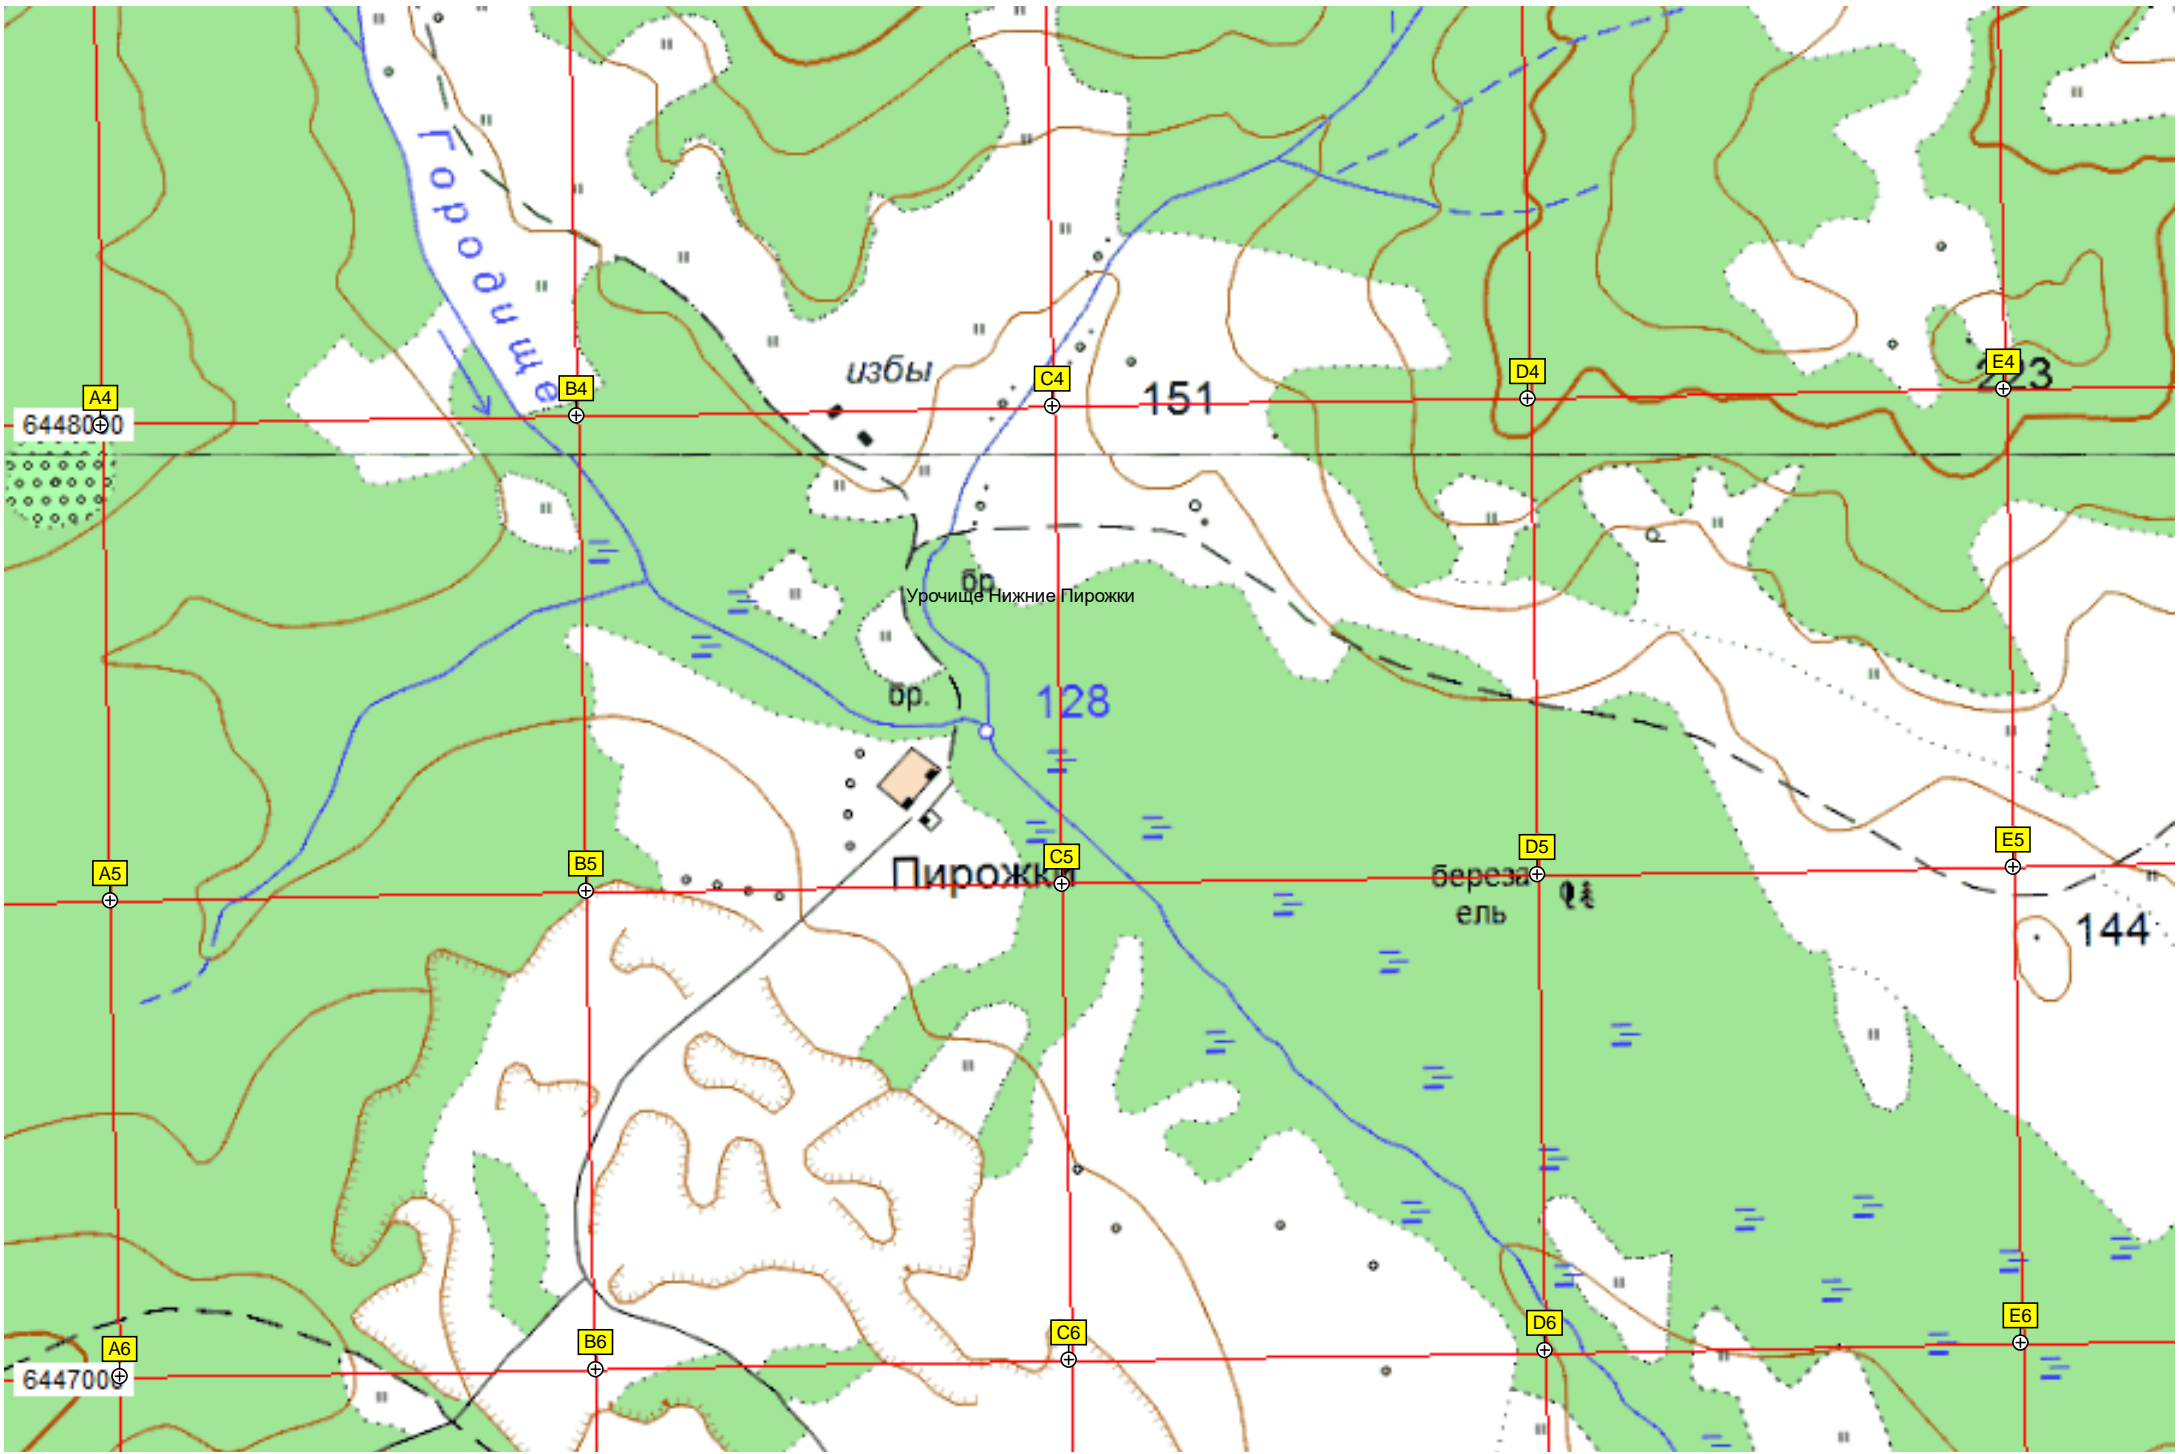 Городище
избы
C4
D4
E4
A4
B4
151
223
6448000
бр.
Урочище Нижние Пирожки
бр.
128
A5
B5
Пирожки
C5
D5
E5
береза
ель
144
A6
B6
C6
D6
E6
6447000